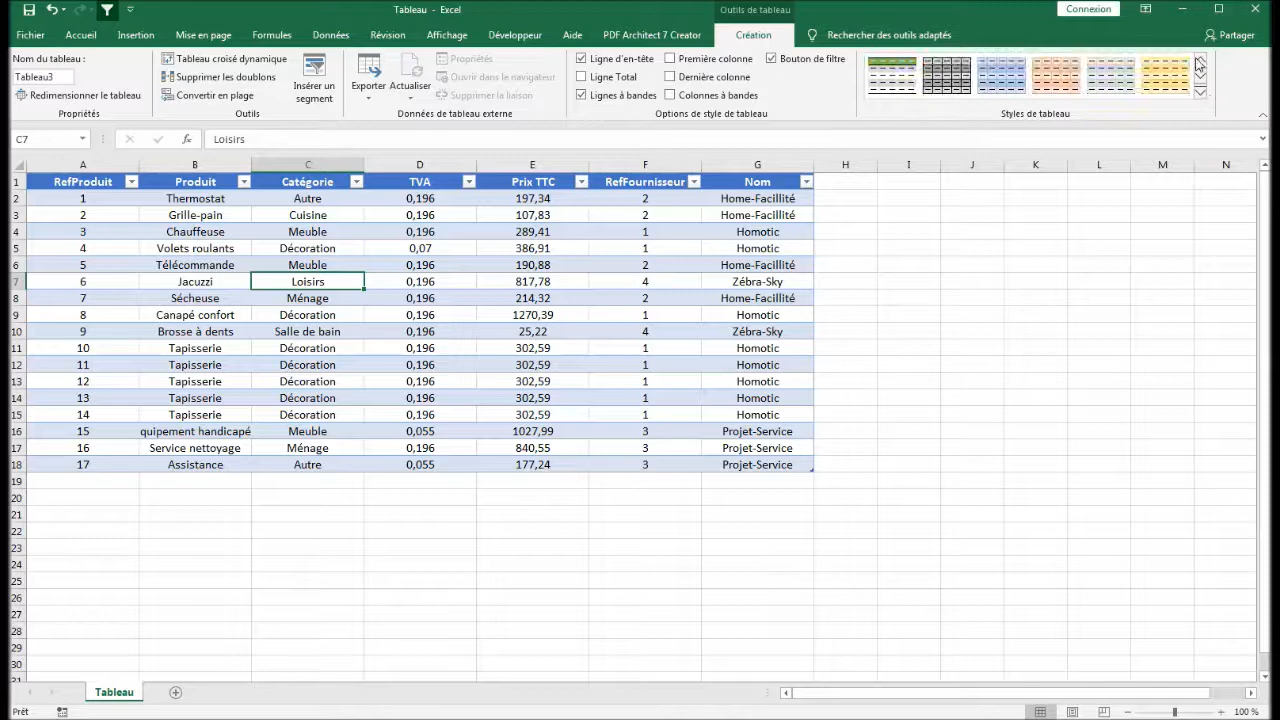 Tableau - Excel
Outils de tableau
Connexion
Fichier Accueil Insertion Mise en page Formules Données Révision Affichage Développeur Aide PDF Architect 7 Creator Création Rechercher des outils adaptés Partager
Nom du tableau :
Tableau3
Redimensionner le tableau
Propriétés
Tableau croisé dynamique
Supprimer les doublons
Convertir en page
Outils
Insérer un
segment
Exporter Actualiser
Propriétés
Ouvrir dans le navigateur
Supprimer la liaison
Données de tableau externe
Ligne d'en-tête Première colonne Bouton de filtre
Ligne Total Dernière colonne
Lignes à bandes Colonnes à bandes
Options de style de tableau
Styles de tableau
C7 fx Loisirs
A B C D E F G H I J K L M N
1 RefProduit Produit Catégorie TVA Prix TTC RefFournisseur Nom
2 1 Thermostat Autre 0,196 197,34 2 Home-Facillité
3 2 Grille-pain Cuisine 0,196 107,83 2 Home-Facillité
4 3 Chauffeuse Meuble 0,196 289,41 1 Homotic
5 4 Volets roulants Décoration 0,07 386,91 1 Homotic
6 5 Télécommande Meuble 0,196 190,88 2 Home-Facillité
7 6 Jacuzzi Loisirs 0,196 817,78 4 Zébra-Sky
8 7 Sécheuse Ménage 0,196 214,32 2 Home-Facillité
9 8 Canapé confort Décoration 0,196 1270,39 1 Homotic
10 9 Brosse à dents Salle de bain 0,196 25,22 4 Zébra-Sky
11 10 Tapisserie Décoration 0,196 302,59 1 Homotic
12 11 Tapisserie Décoration 0,196 302,59 1 Homotic
13 12 Tapisserie Décoration 0,196 302,59 1 Homotic
14 13 Tapisserie Décoration 0,196 302,59 1 Homotic
15 14 Tapisserie Décoration 0,196 302,59 1 Homotic
16 15 quipement handicapé Meuble 0,055 1027,99 3 Projet-Service
17 16 Service nettoyage Ménage 0,196 840,55 3 Projet-Service
18 17 Assistance Autre 0,055 177,24 3 Projet-Service
19
20
21
22
23
24
25
26
27
28
29
30
31
Tableau
Prêt 100 %